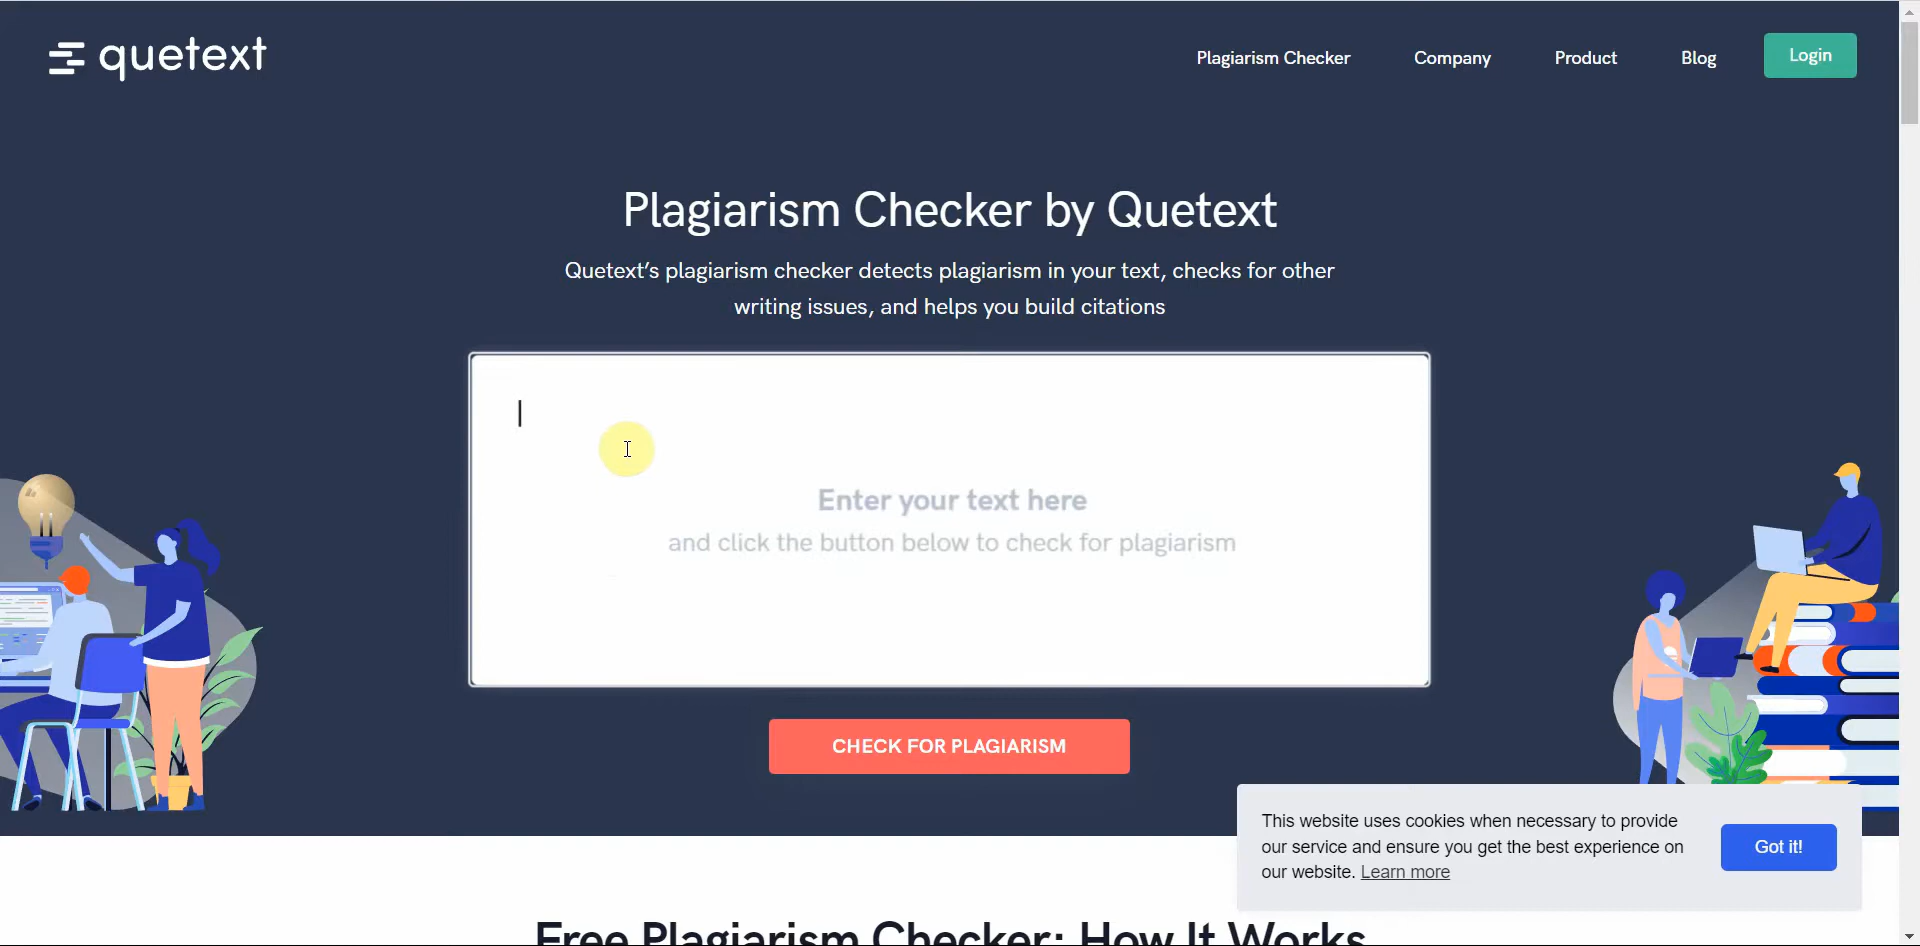 quetext
Plagiarism Checker
Company
Product
Blog
Login
Plagiarism Checker by Quetext
Quetext's plagiarism checker detects plagiarism in your text, checks for other
writing issues, and helps you build citations
Enter your text here
and click the button below to check for plagiarism
CHECK FOR PLAGIARISM
This website uses cookies when necessary to provide
our service and ensure you get the best experience on
our website. Learn more
Got it!
Free Plagiarism Checker: How It Works